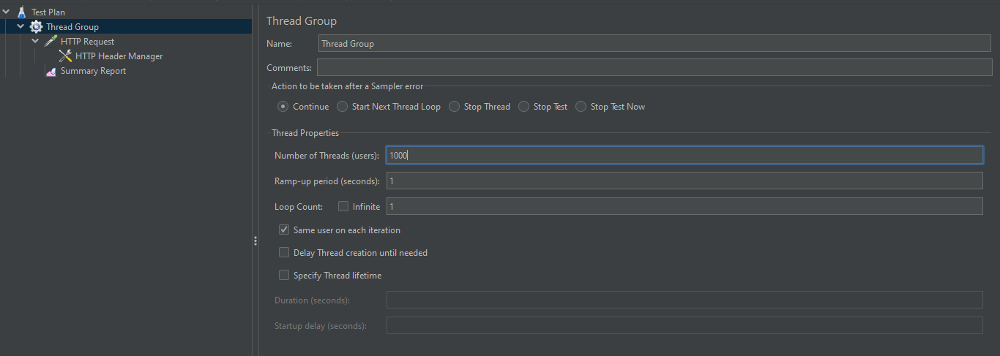 Test Plan
Thread Group
HTTP Request
HTTP Header Manager
Summary Report
Thread Group
Name: Thread Group
Comments:
Action to be taken after a Sampler error
Continue Start Next Thread Loop Stop Thread Stop Test Stop Test Now
Thread Properties
Number of Threads (users): 1000
Ramp-up period (seconds): 1
Loop Count: Infinite 1
Same user on each iteration
Delay Thread creation until needed
Specify Thread lifetime
Duration (seconds):
Startup delay (seconds):